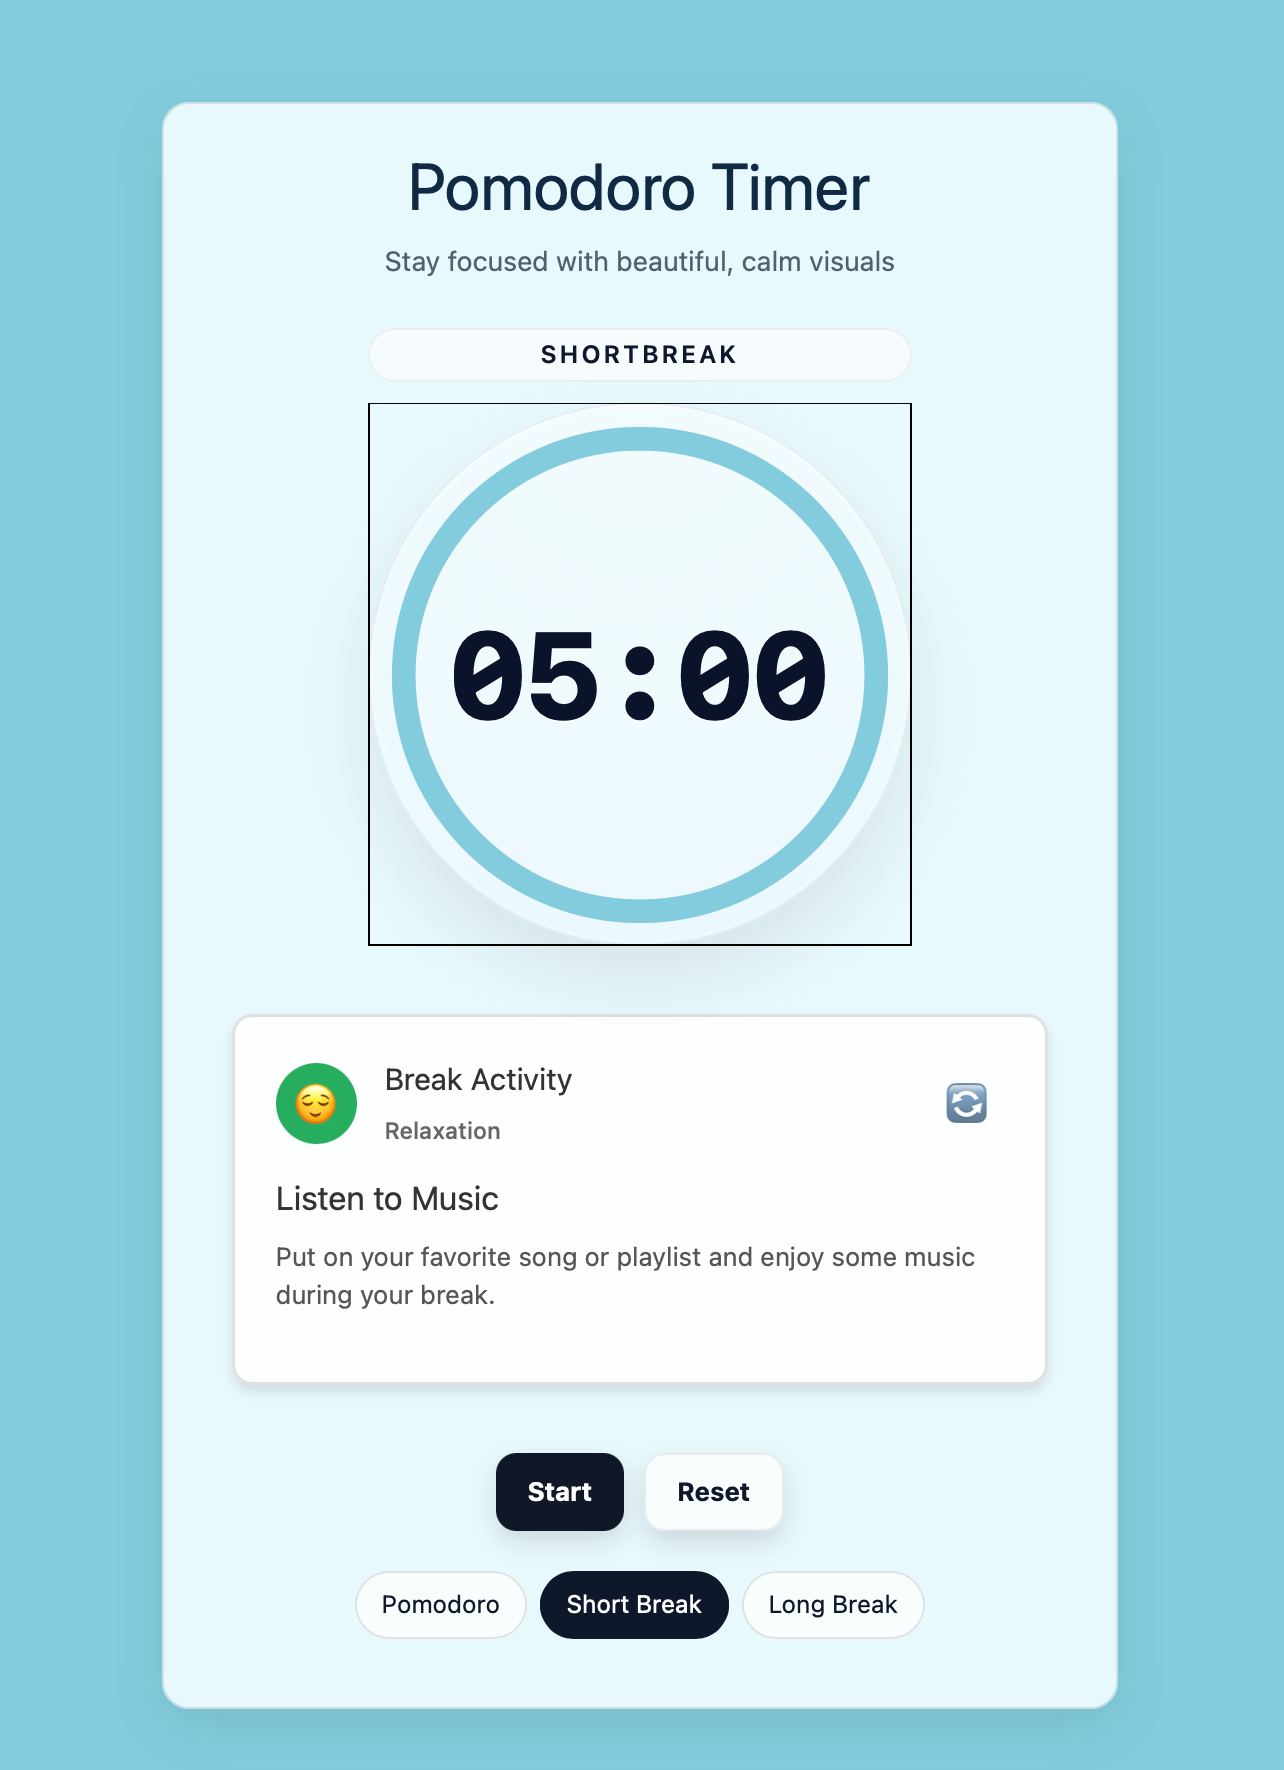 Pomodoro Timer
Stay focused with beautiful, calm visuals
SHORTBREAK
05:00
Break Activity
Relaxation
Listen to Music
Put on your favorite song or playlist and enjoy some music
during your break.
Start
Reset
Pomodoro
Short Break
Long Break